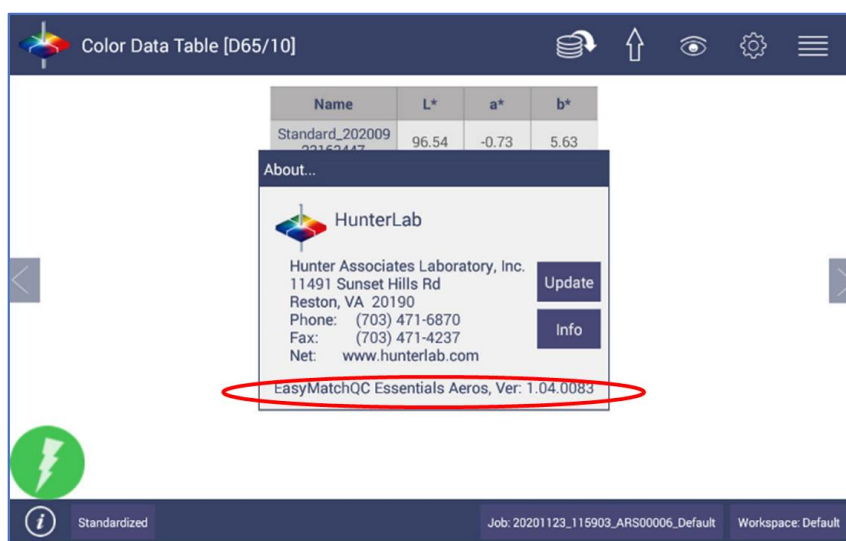 Color Data Table [D65/10]
Name L* a* b*
Standard_202009 96.54 -0.73 5.63
About...
HunterLab
Hunter Associates Laboratory, Inc.
11491 Sunset Hills Rd
Reston, VA 20190
Phone: (703) 471-6870
Fax: (703) 471-4237
Net: www.hunterlab.com
Update
Info
EasyMatchQC Essentials Aeros, Ver: 1.04.0083
i Standardized Job: 20201123_115903_ARS00006_Default Workspace: Default